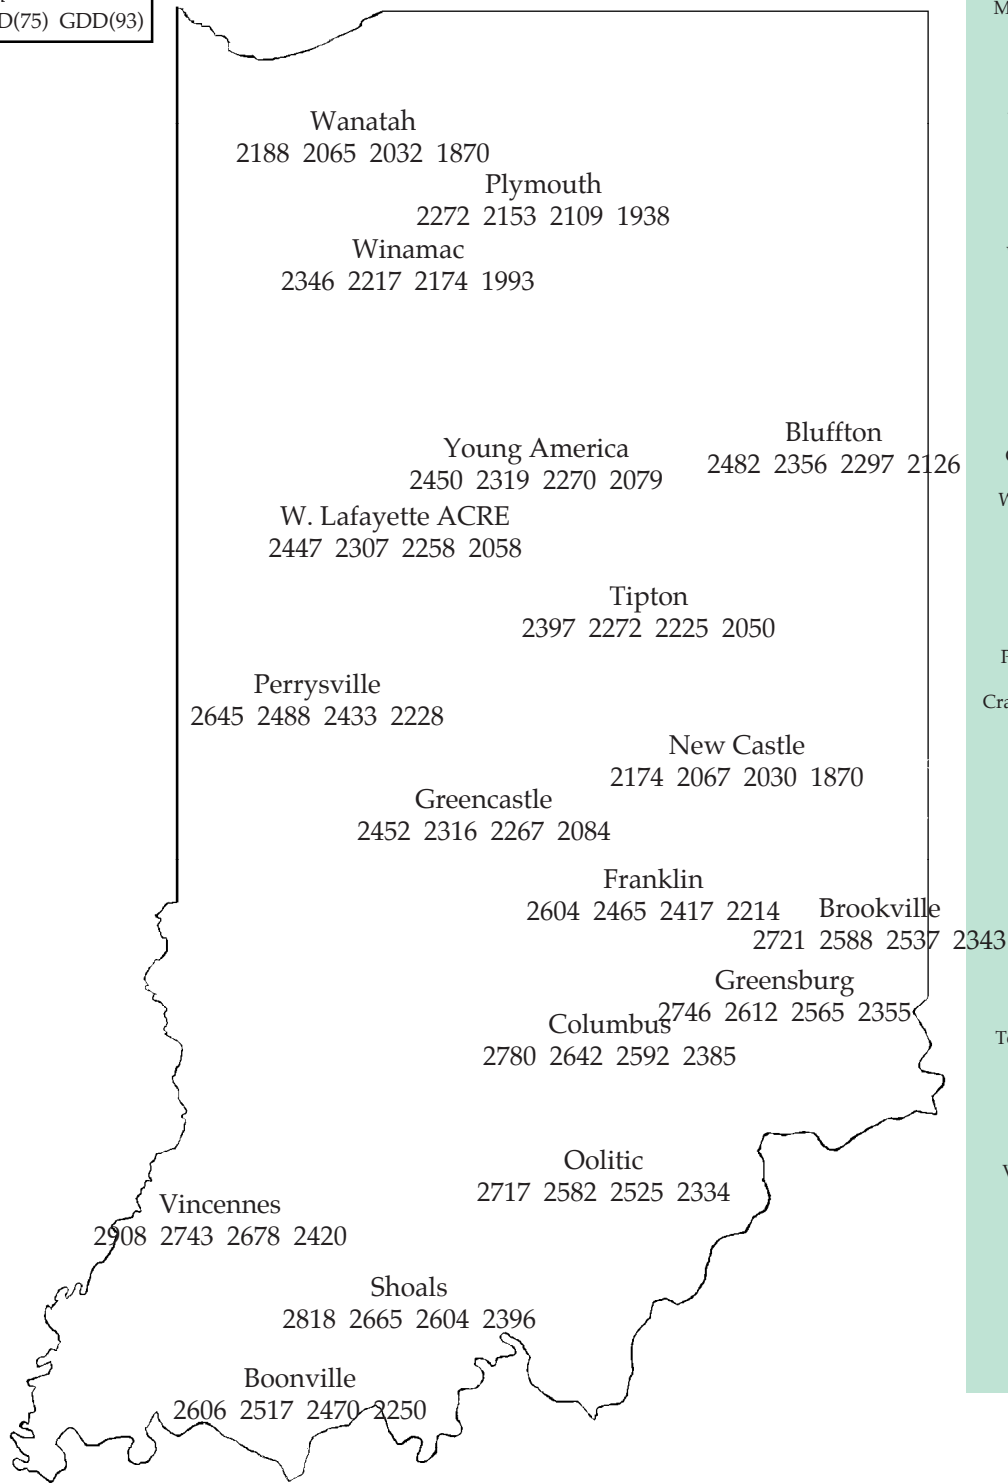 GDD(93)
Wanatah
2188 2065 2032 1870
Plymouth
2272 2153 2109 1938
Winamac
2346 2217 2174 1993
Bluffton
2482 2356 2297 2126
Young America
2450 2319 2270 2079
W. Lafayette ACRE
2447 2307 2258 2058
Tipton
2397 2272 2225 2050
Perrysville
2645 2488 2433 2228
New Castle
2174 2067 2030 1870
Greencastle
2452 2316 2267 2084
Franklin
2604 2465 2417 2214
Brookville
2721 2588 2537 2343
Greensburg
2746 2612 2565 2355
Columbus
2780 2642 2592 2385
Oolitic
2717 2582 2525 2334
Vincennes
2908 2743 2678 2420
Shoals
2818 2665 2604 2396
Boonville
2606 2517 2470 2250